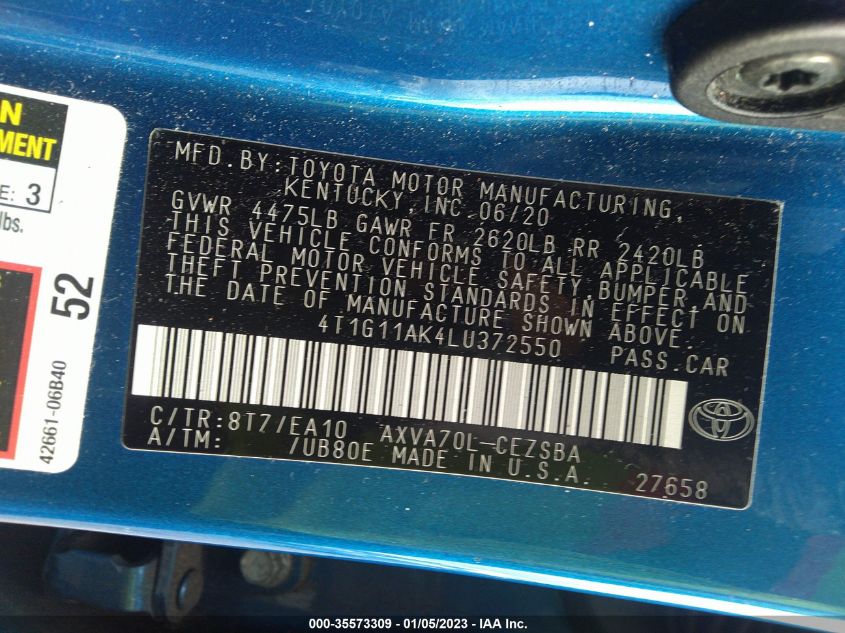 N
EMENT
E: 3
lbs.
52
42661-06B40
MFD.BY:TOYOTA MOTOR MANUFACTURING,
KENTUCKY,INC 06/20
GVWR 4475LB GAWR FR 2620LB RR 2420LB
THIS VEHICLE CONFORMS TO ALL APPLICABLE
FEDERAL MOTOR VEHICLE SAFETY,BUMPER,AND
THEFT PREVENTION STANDARDS IN EFFECT ON
THE DATE OF MANUFACTURE SHOWN ABOVE.
4T1G11AK4LU372550 PASS.CAR
C/TR:8T7/EA10 AXVA70L-CEZSBA
A/TM: /UB80E MADE IN U.S.A. 27658
000-35573309 - 01/05/2023 - IAA Inc.